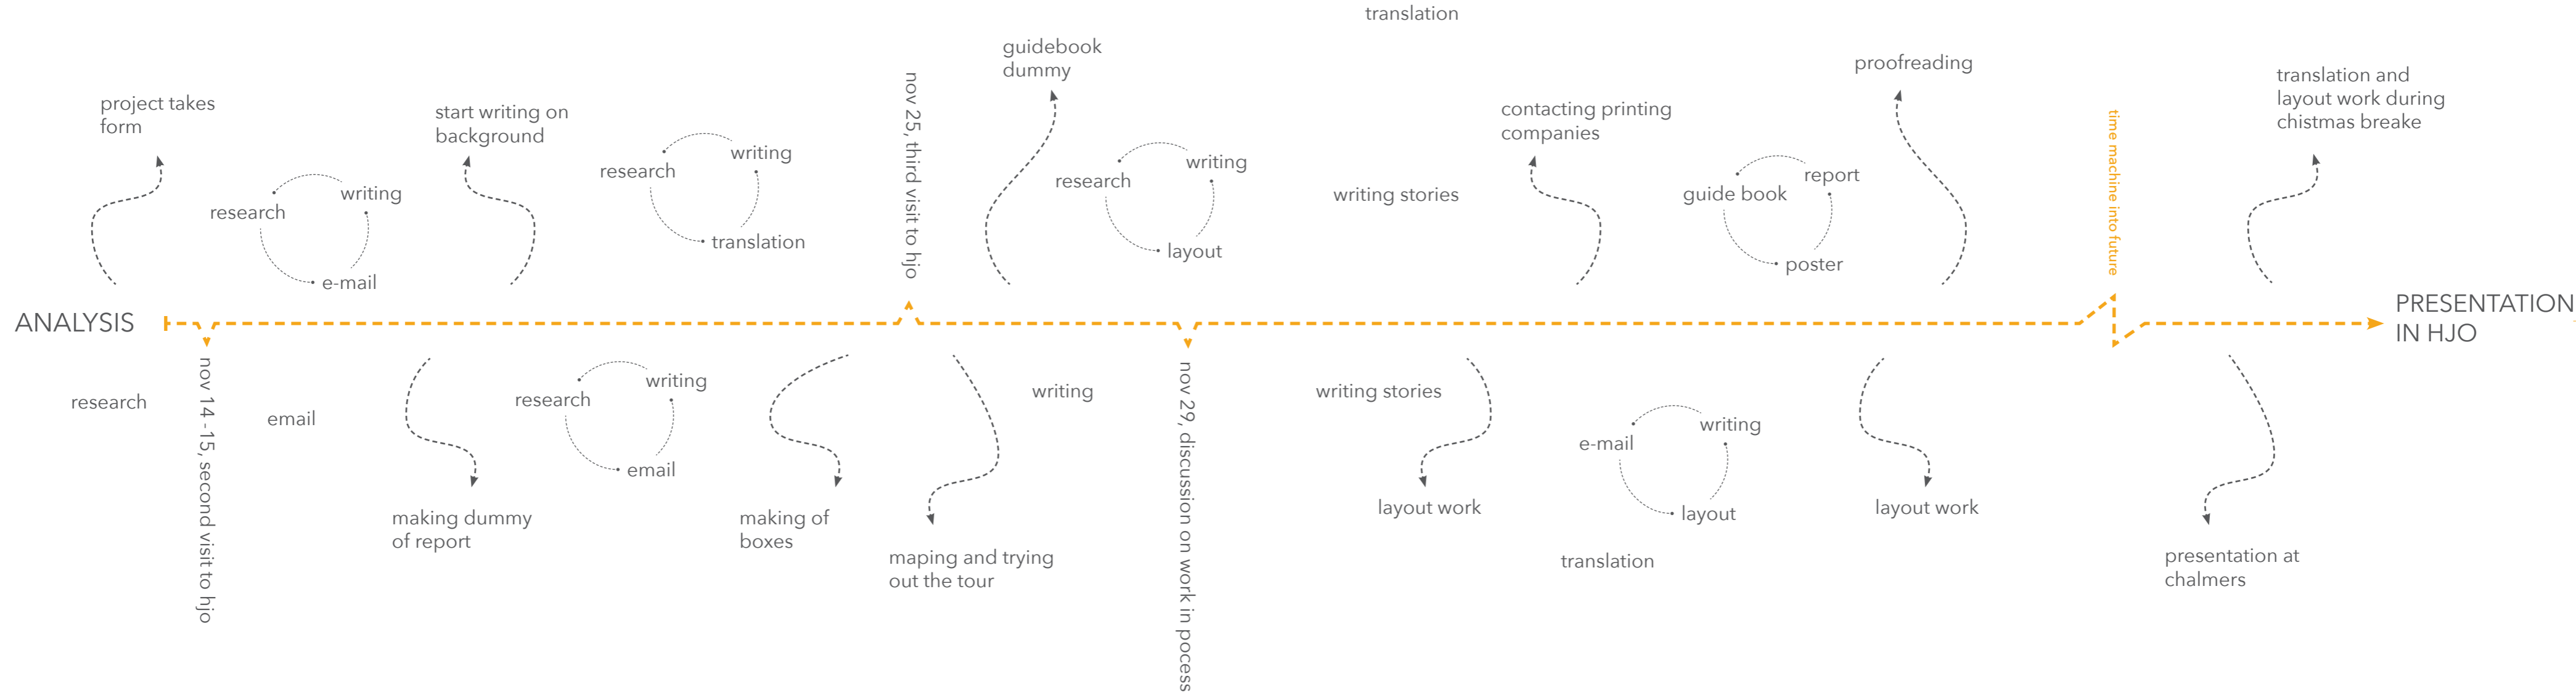 translation
guidebook
dummy
proofreading
project takes
form
start writing on
background
contacting printing
companies
translation and
layout work during
chistmas breake
research
writing
e-mail
research
writing
translation
nov 25, third visit to hjo
research
writing
layout
writing stories
guide book
report
poster
time machine into future
ANALYSIS
PRESENTATION
IN HJO
research
nov 14 - 15, second visit to hjo
email
making dummy
of report
research
writing
email
making of
boxes
maping and trying
out the tour
writing
nov 29, discussion on work in pocess
writing stories
layout work
e-mail
writing
layout
translation
layout work
presentation at
chalmers